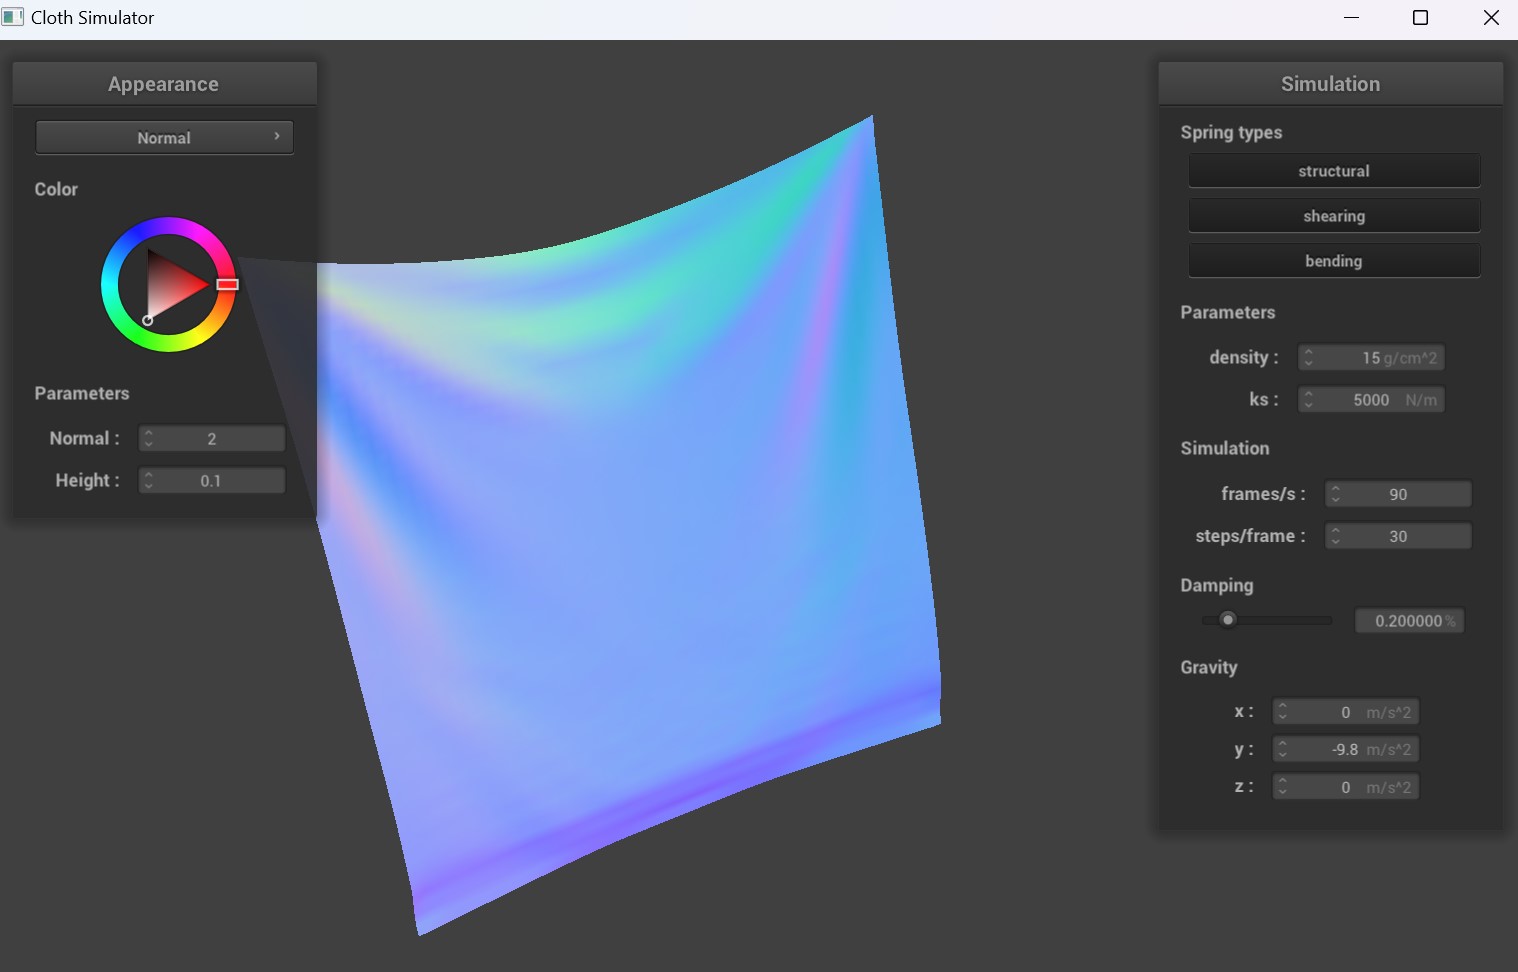 Cloth Simulator
Appearance
Normal
Color
Parameters
Normal : 2
Height : 0.1
Simulation
Spring types
structural
shearing
bending
Parameters
density : 15 g/cm^2
ks : 5000 N/m
Simulation
frames/s : 90
steps/frame : 30
Damping
0.200000 %
Gravity
x : 0 m/s^2
y : -9.8 m/s^2
z : 0 m/s^2